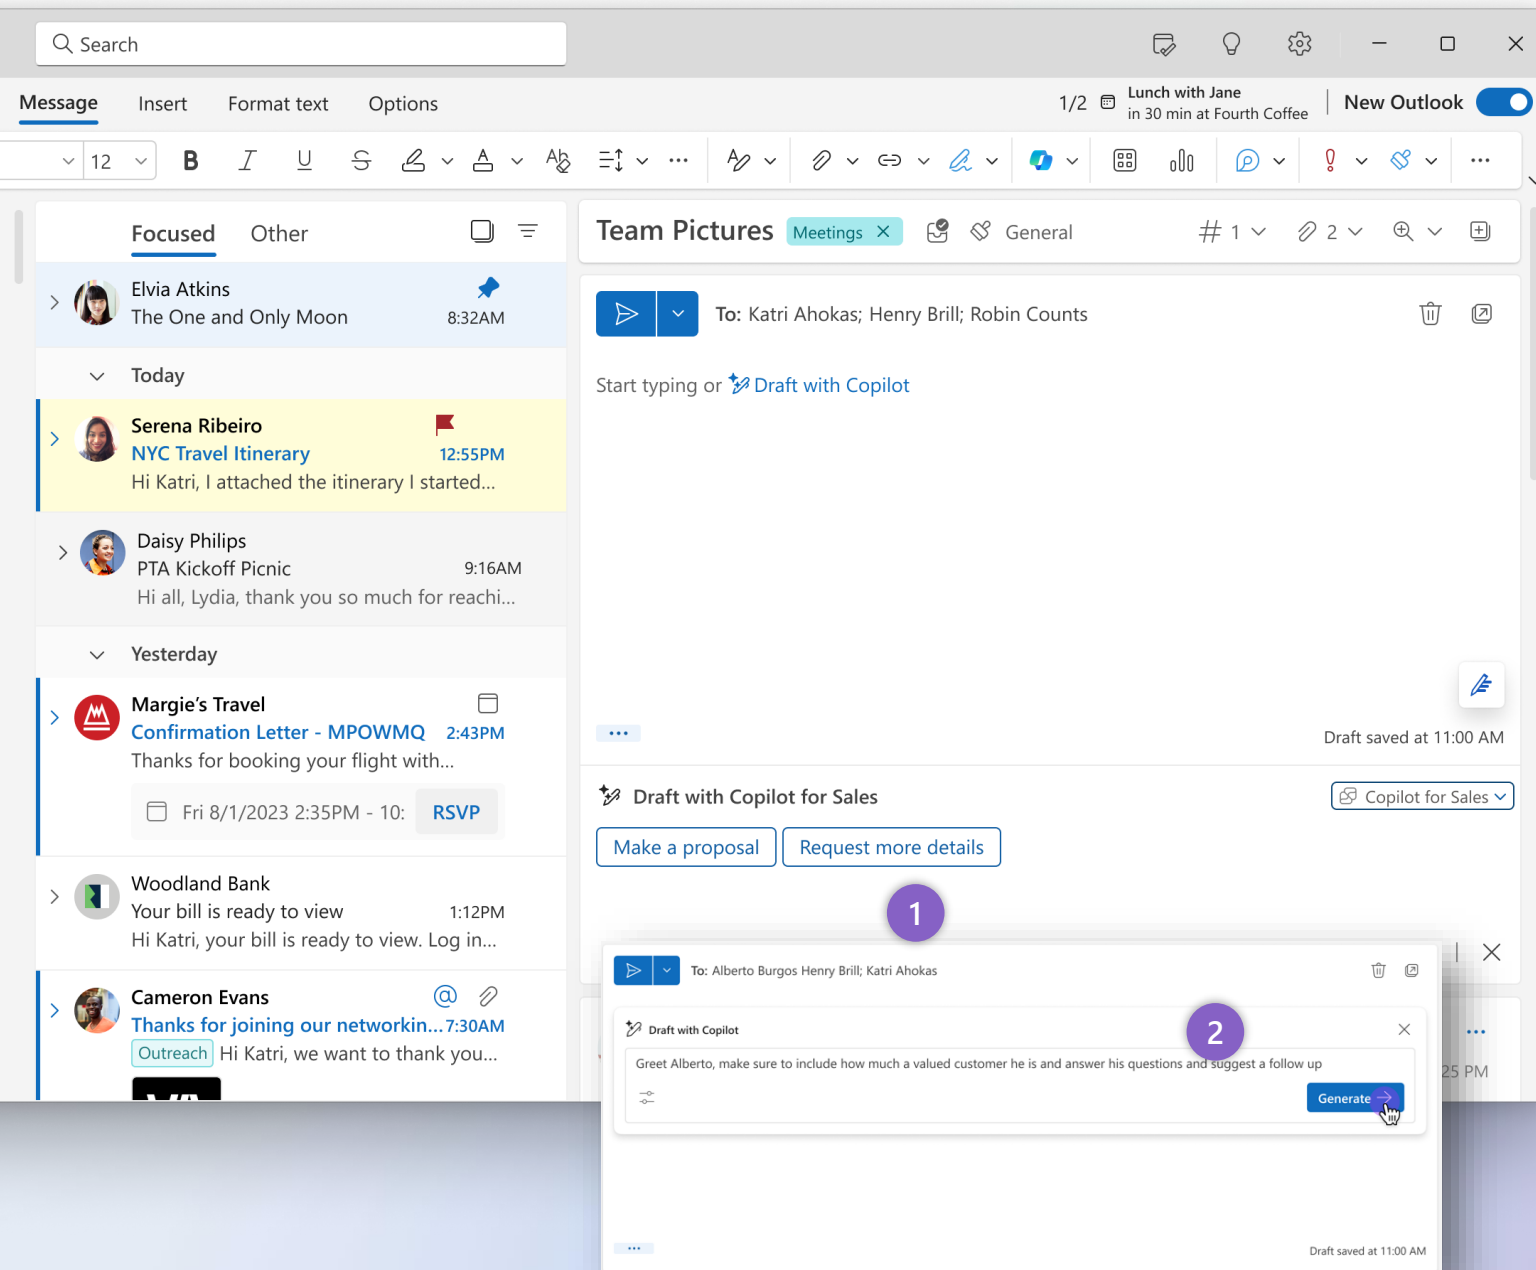 Search
Message Insert Format text Options
1/2 Lunch with Jane
in 30 min at Fourth Coffee
New Outlook
12 B I U S A
Focused Other
Elvia Atkins
The One and Only Moon 8:32AM
Today
Serena Ribeiro
NYC Travel Itinerary 12:55PM
Hi Katri, I attached the itinerary I started...
Daisy Philips
PTA Kickoff Picnic 9:16AM
Hi all, Lydia, thank you so much for reachi...
Yesterday
Margie's Travel
Confirmation Letter - MPOWMQ 2:43PM
Thanks for booking your flight with...
Fri 8/1/2023 2:35PM - 10: RSVP
Woodland Bank
Your bill is ready to view 1:12PM
Hi Katri, your bill is ready to view. Log in...
Cameron Evans @
Thanks for joining our networkin... 7:30AM
Outreach Hi Katri, we want to thank you...
Team Pictures Meetings General # 1 2
To: Katri Ahokas; Henry Brill; Robin Counts
Start typing or Draft with Copilot
Draft saved at 11:00 AM
Draft with Copilot for Sales Copilot for Sales
Make a proposal Request more details
1
To: Alberto Burgos Henry Brill; Katri Ahokas
Draft with Copilot 2
Greet Alberto, make sure to include how much a valued customer he is and answer his questions and suggest a follow up
25 PM
Generate
Draft saved at 11:00 AM